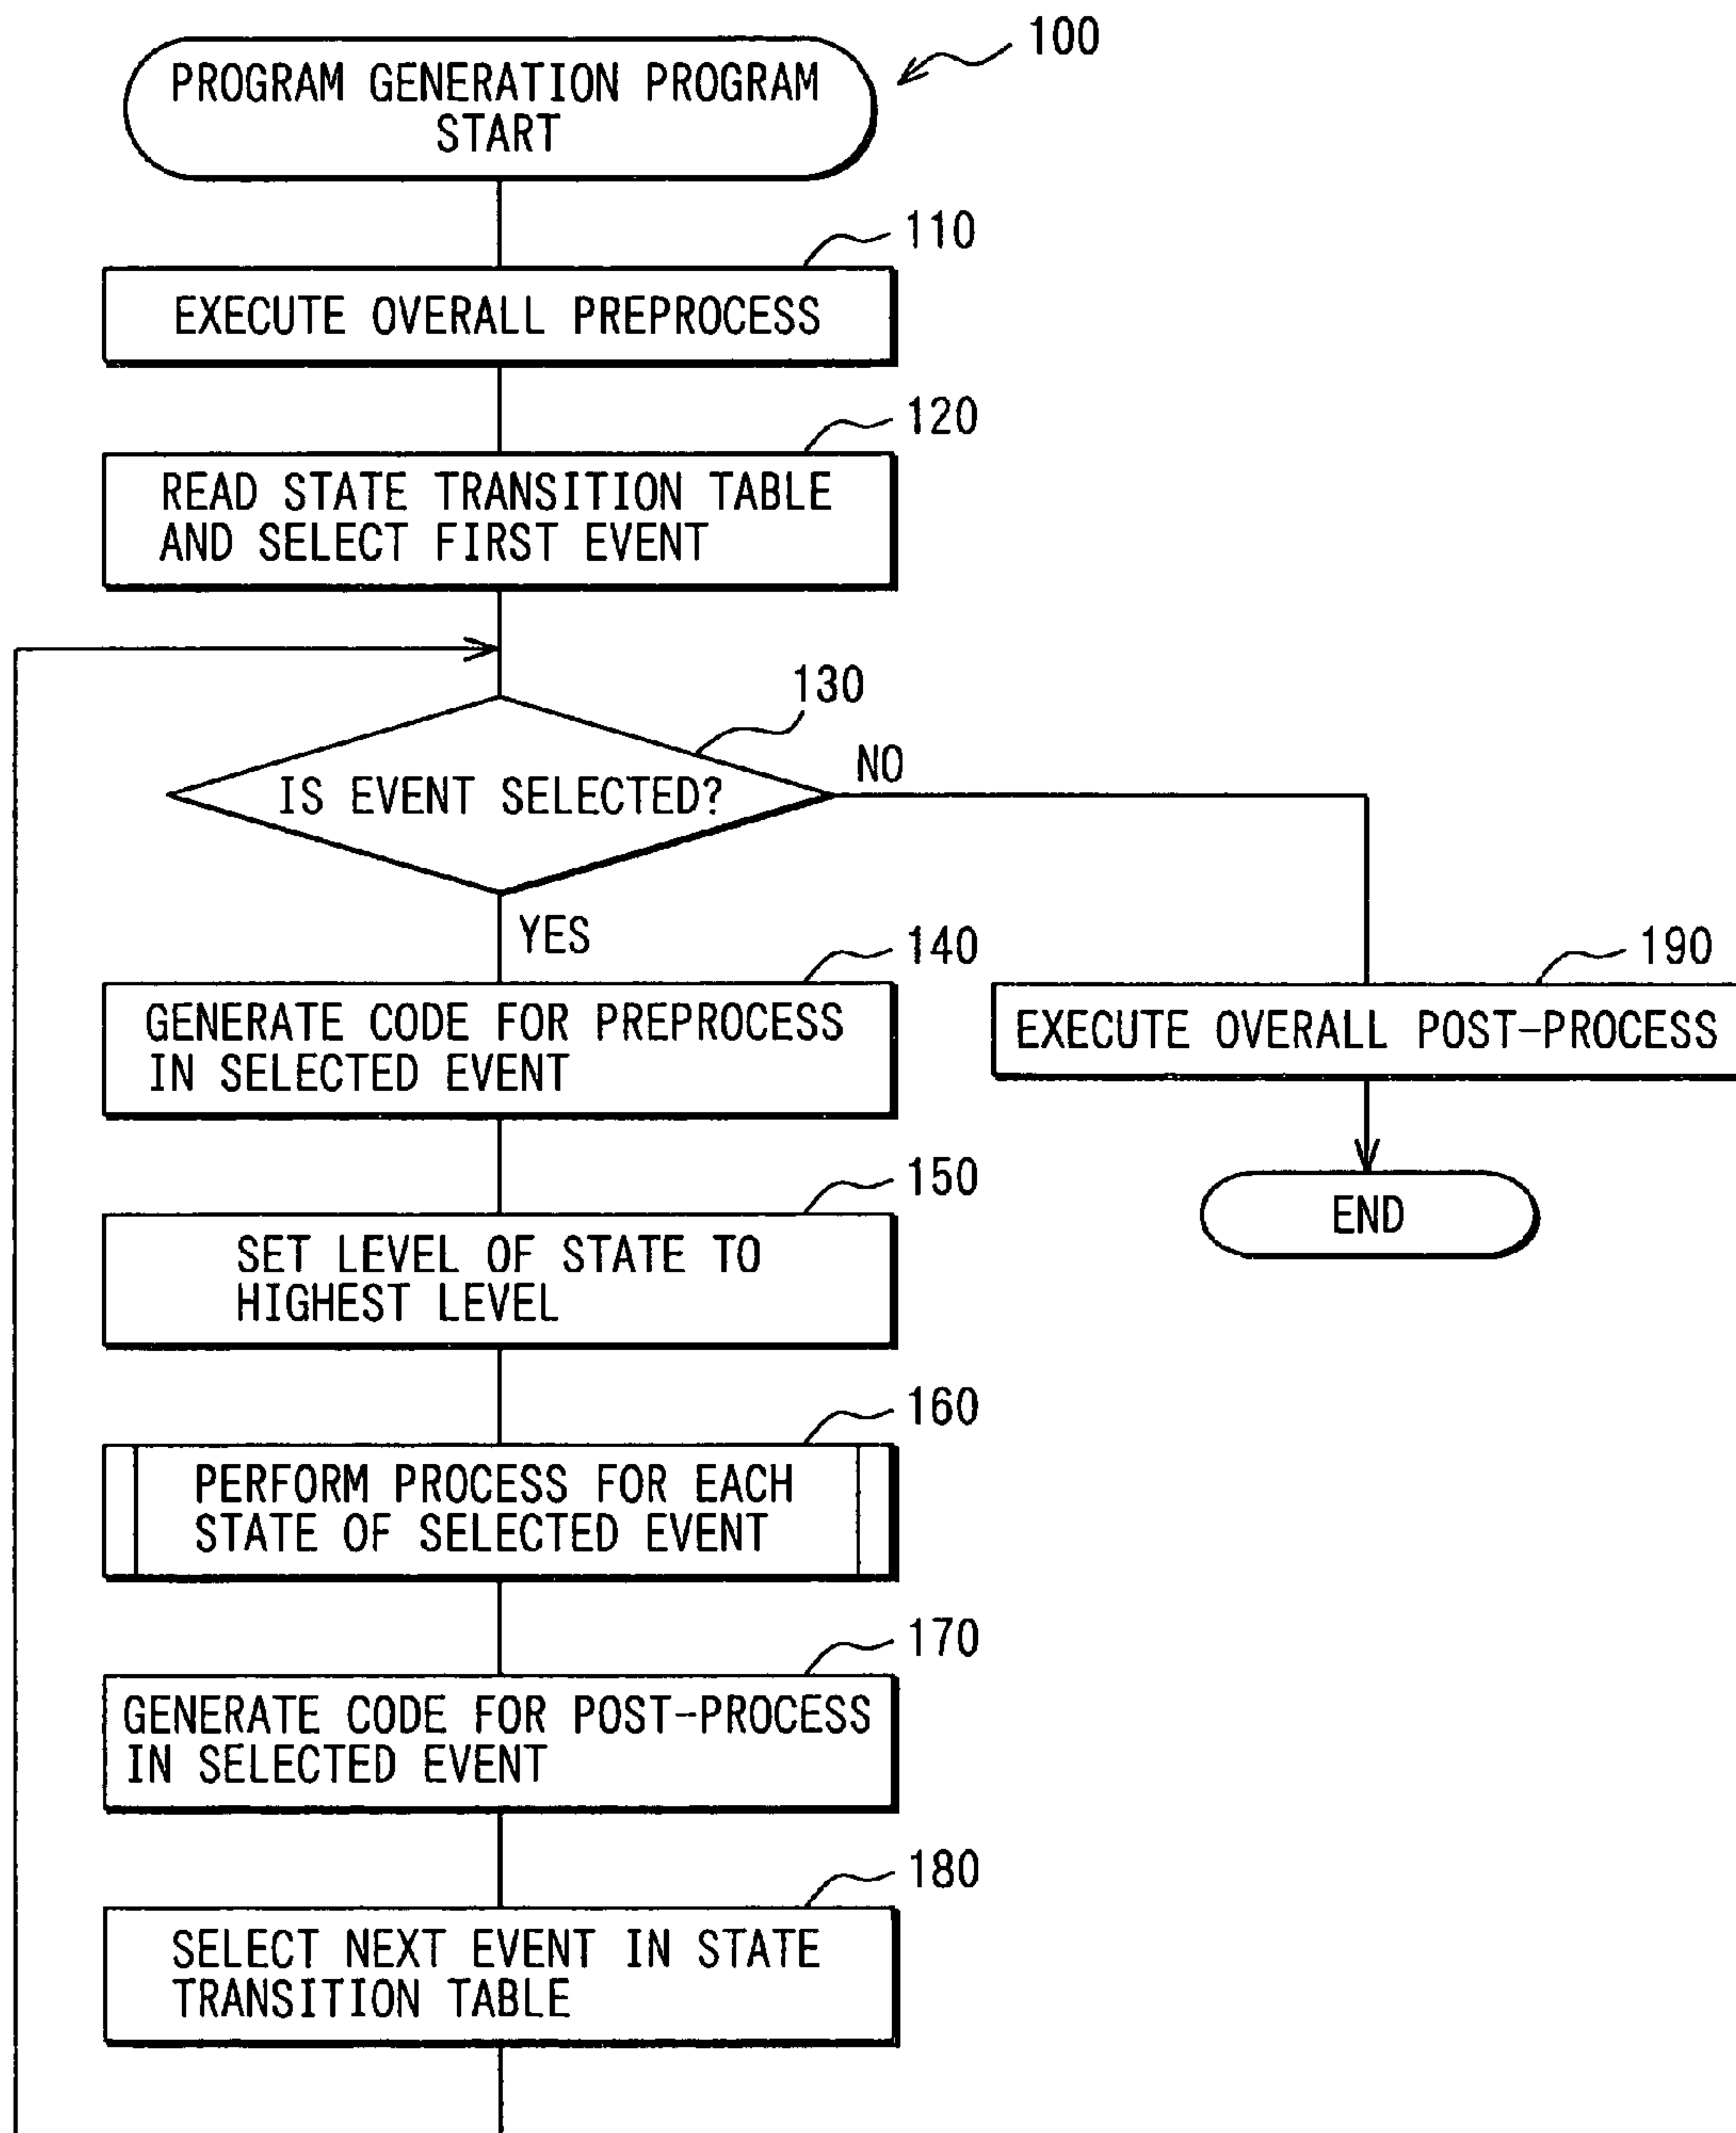 100
PROGRAM GENERATION PROGRAM
START
110
EXECUTE OVERALL PREPROCESS
120
READ STATE TRANSITION TABLE
AND SELECT FIRST EVENT
130
IS EVENT SELECTED?
NO
YES
140
GENERATE CODE FOR PREPROCESS
IN SELECTED EVENT
190
EXECUTE OVERALL POST-PROCESS
END
150
SET LEVEL OF STATE TO
HIGHEST LEVEL
160
PERFORM PROCESS FOR EACH
STATE OF SELECTED EVENT
170
GENERATE CODE FOR POST-PROCESS
IN SELECTED EVENT
180
SELECT NEXT EVENT IN STATE
TRANSITION TABLE